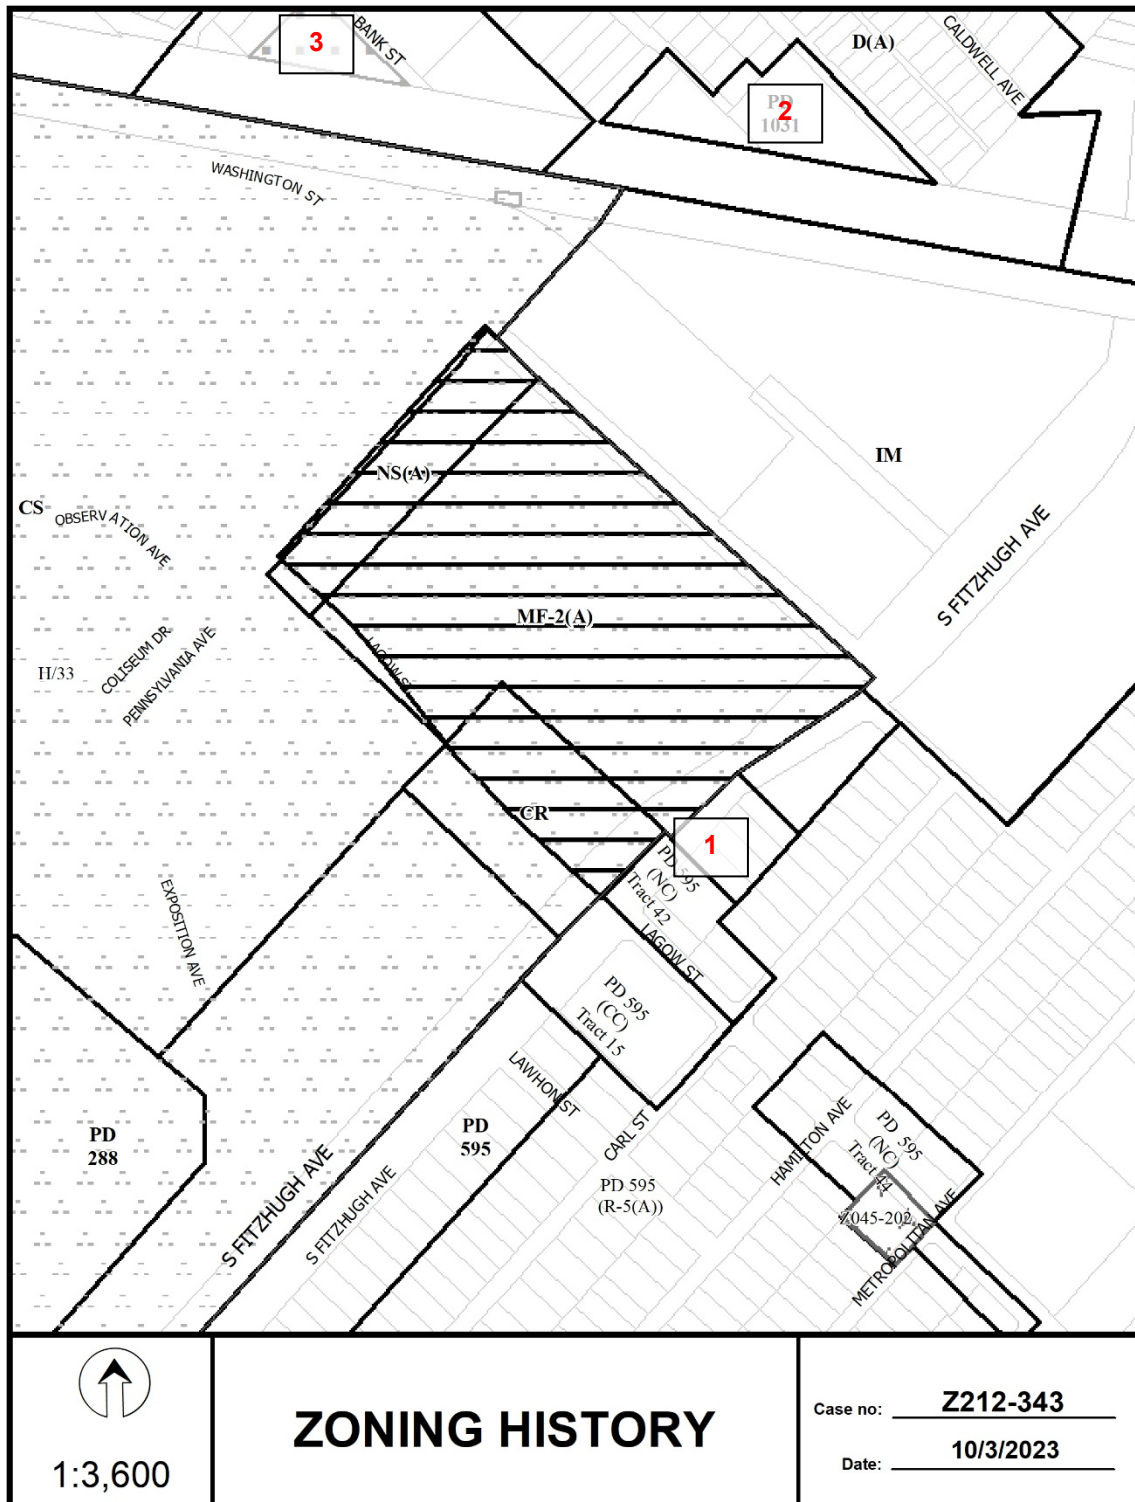 3
BANK ST
D(A)
CALDWELL AVE
PD
1031
2
WASHINGTON ST
NS(A)
IM
CS
OBSERVATION AVE
S FITZHUGH AVE
MF-2(A)
H/33
COLISEUM DR
PENNSYLVANIA AVE
LAGOW ST
CR
1
PD 595
(NC)
Tract 42
LAGOW ST
EXPOSITION AVE
PD 595
(CC)
Tract 15
LAWHON ST
PD
288
PD
595
CARL ST
HAMILTON AVE
PD 595
(NC)
Tract 44
S FITZHUGH AVE
S FITZHUGH AVE
PD 595
(R-5(A))
Z045-202
METROPOLITAN AVE
1:3,600
ZONING HISTORY
Case no: Z212-343
Date: 10/3/2023